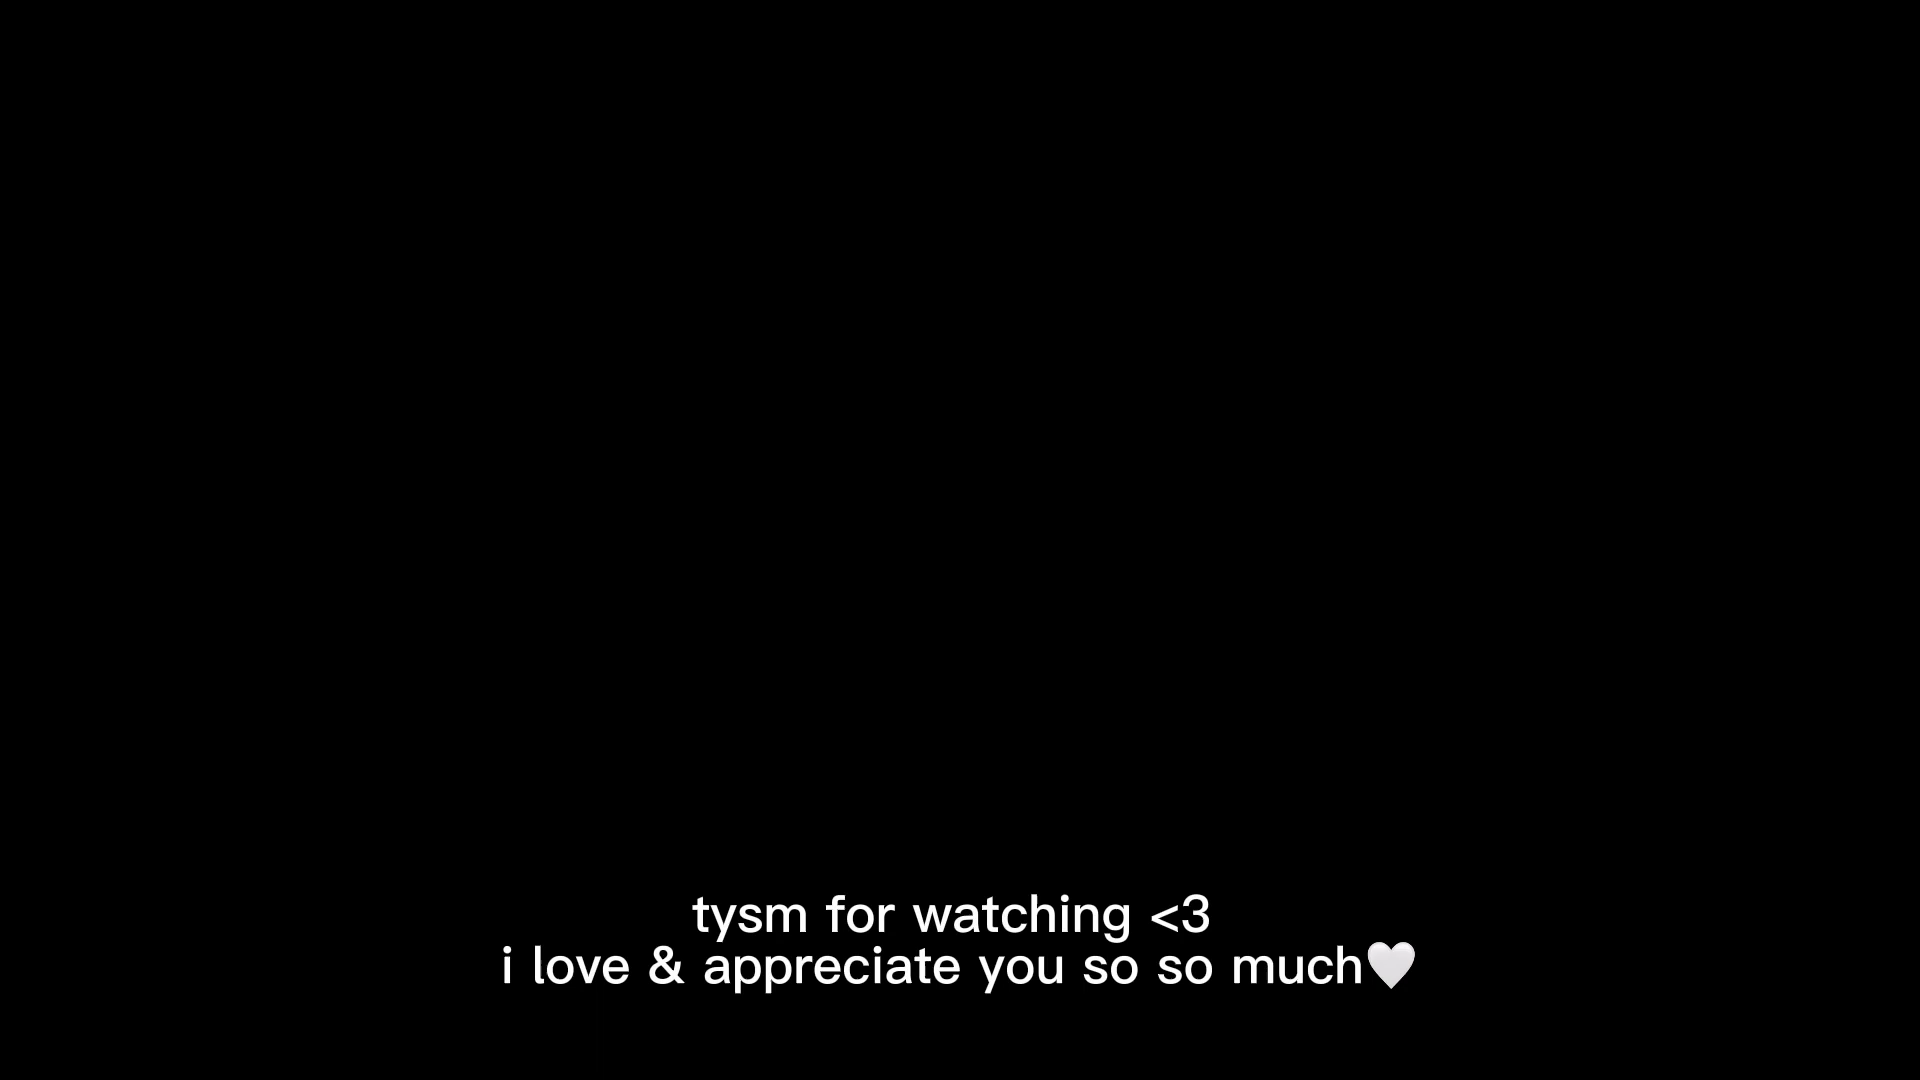 tysm for watching <3
i love & appreciate you so so much🤍